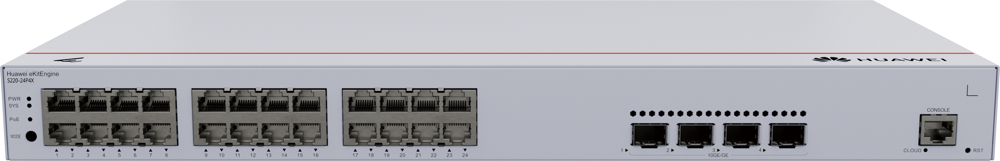 HUAWEI
Huawei eKitEngine
S220-24P4X
PWR
SYS
PoE
MODE
1 2 3 4 5 6 7 8
9 10 11 12 13 14 15 16
17 18 19 20 21 22 23 24
1 2 3 4
10GE/GE
CONSOLE
CLOUD
RST